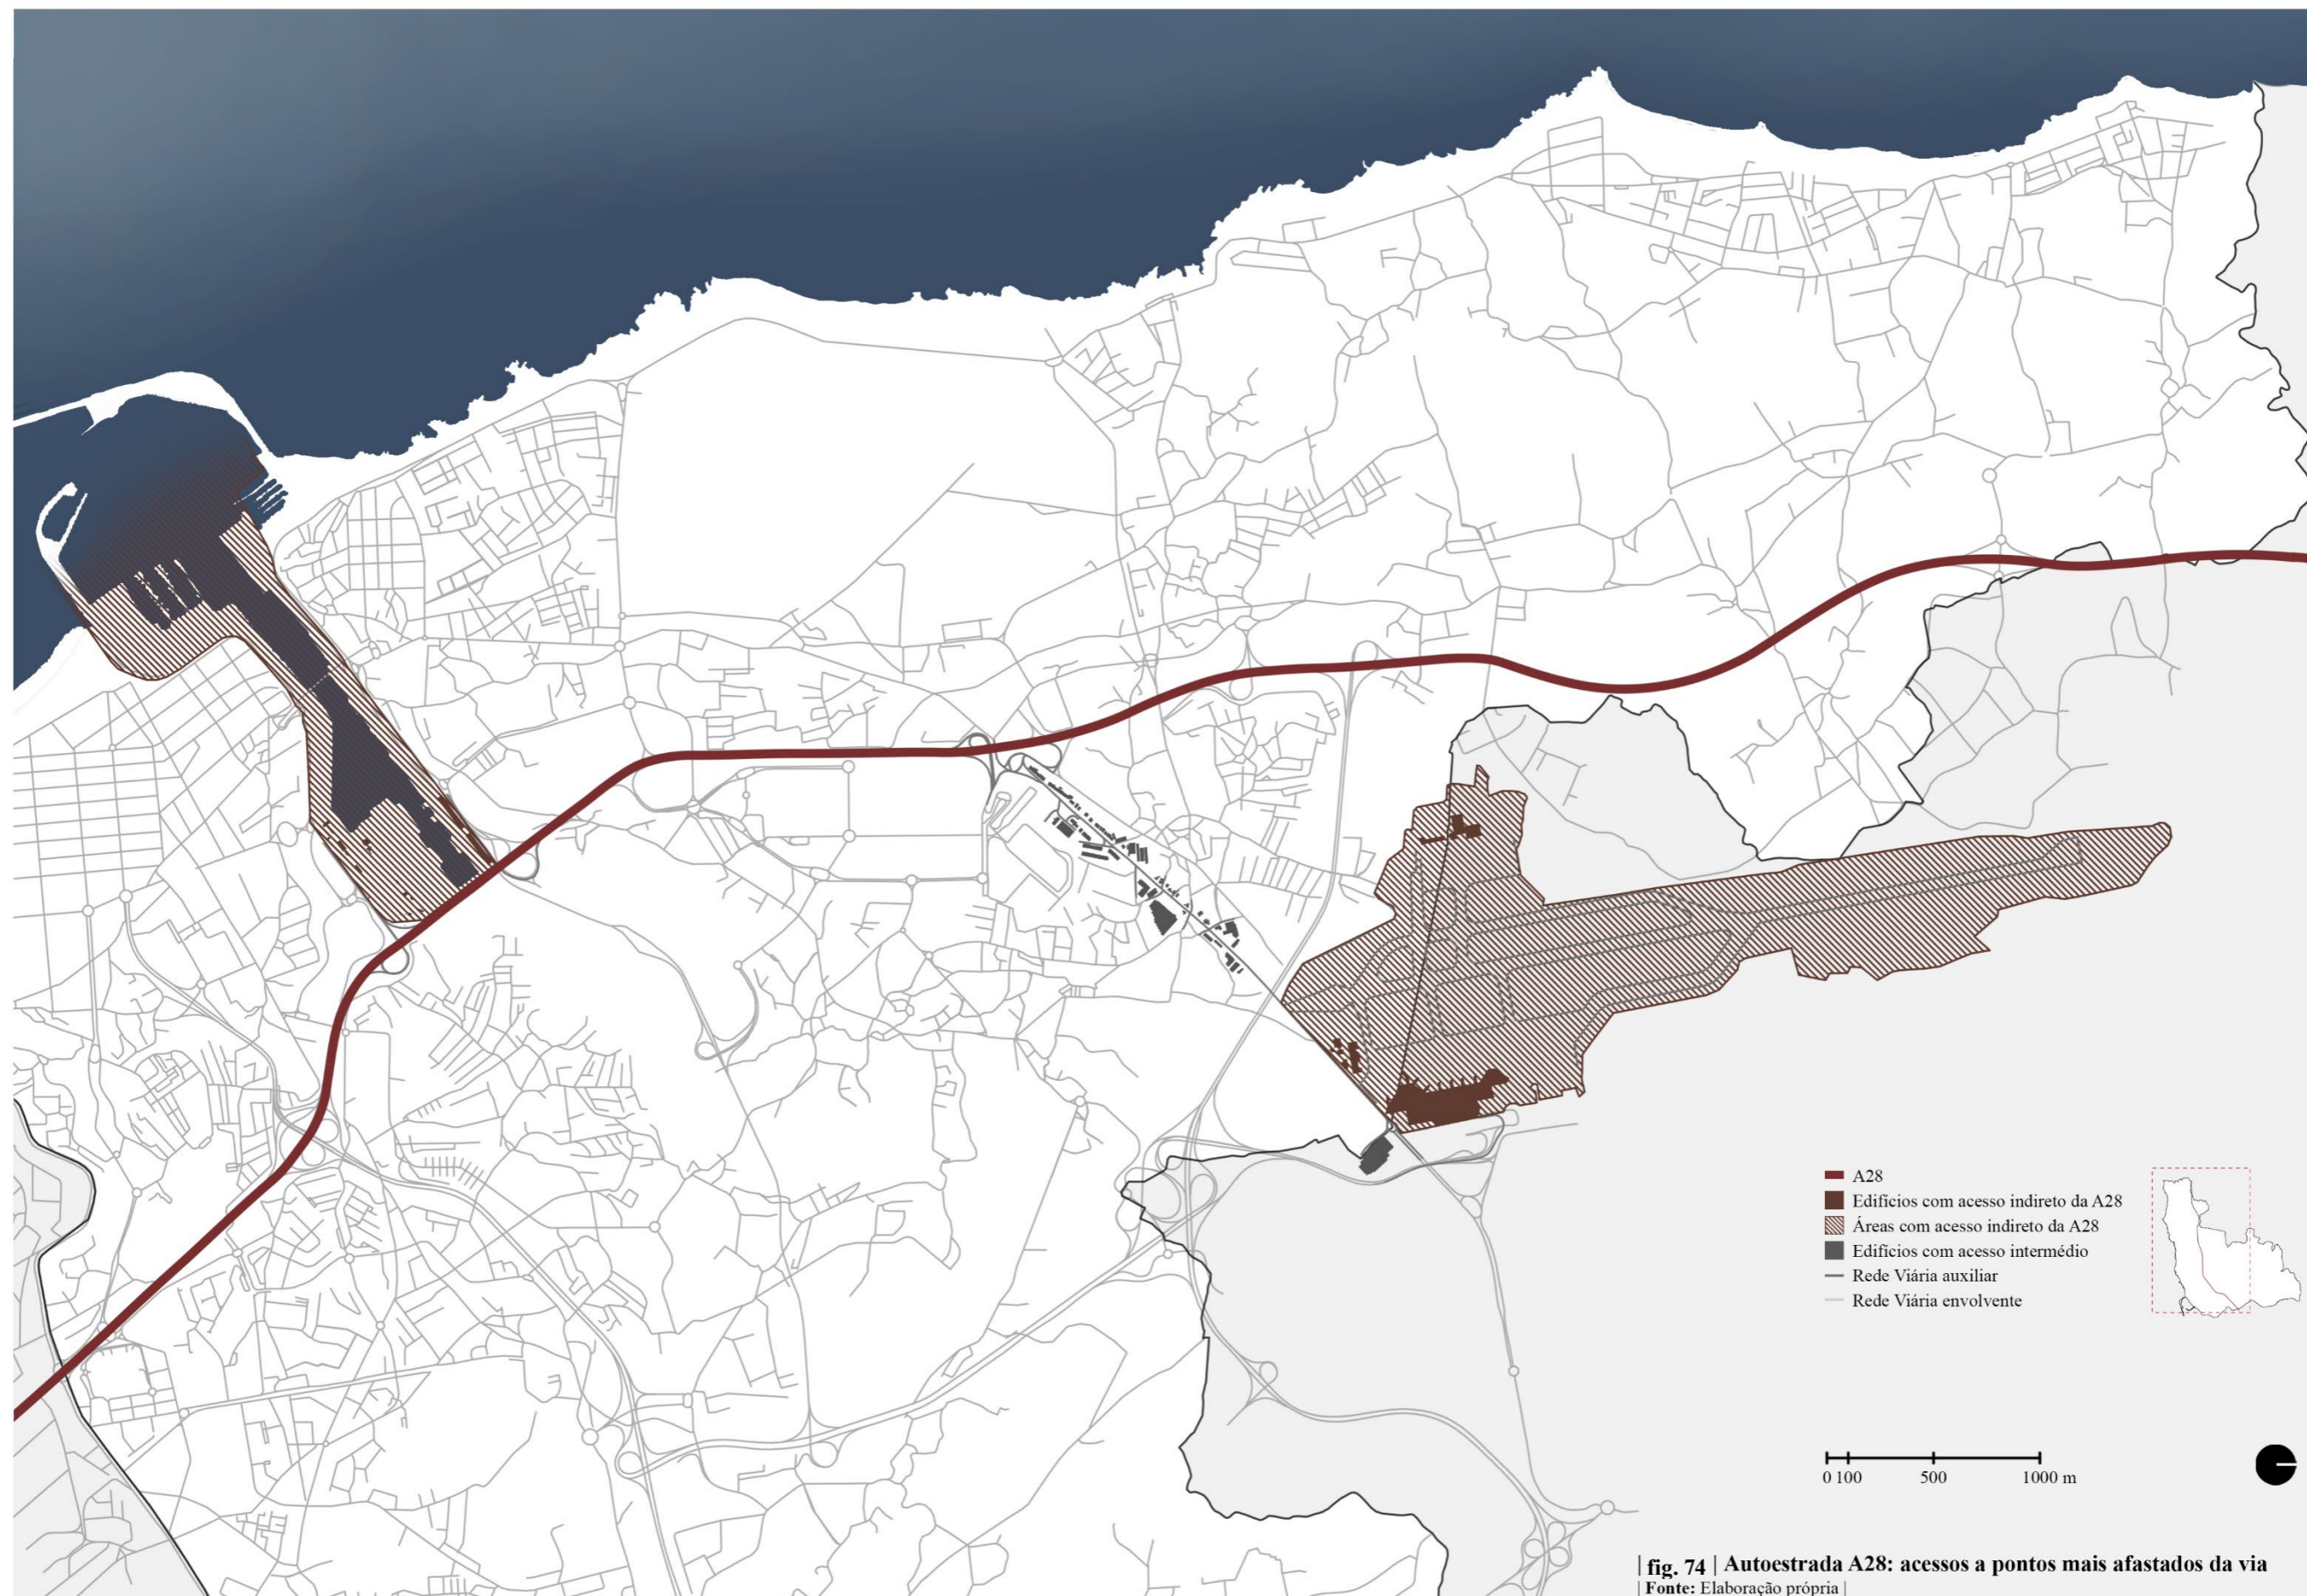 A28
Edifícios com acesso indireto da A28
Áreas com acesso indireto da A28
Edifícios com acesso intermédio
Rede Viária auxiliar
Rede Viária envolvente
0 100 500 1000 m
| fig. 74 | Autoestrada A28: acessos a pontos mais afastados da via
| Fonte: Elaboração própria |